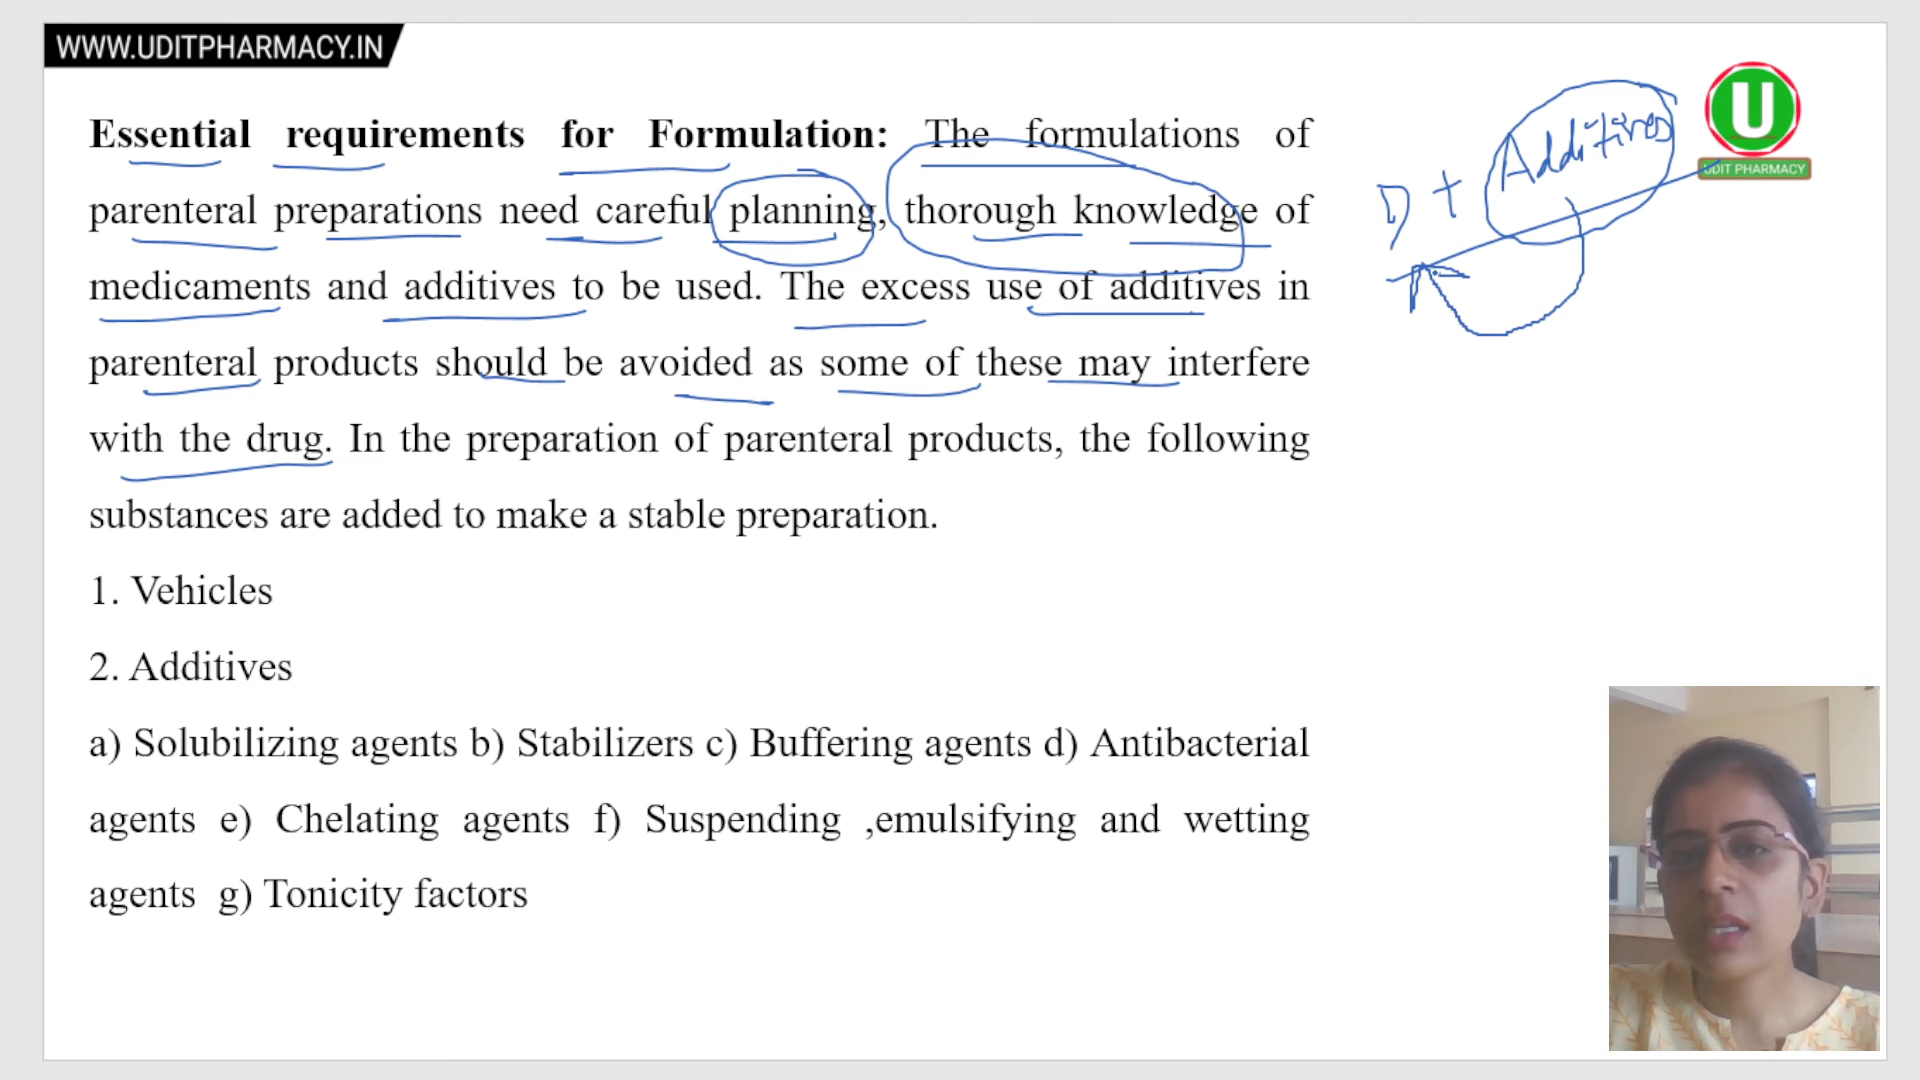 WWW.UDITPHARMACY.IN
Essential requirements for Formulation: The formulations of
parenteral preparations need careful planning, thorough knowledge of
medicaments and additives to be used. The excess use of additives in
parenteral products should be avoided as some of these may interfere
with the drug. In the preparation of parenteral products, the following
substances are added to make a stable preparation.
1. Vehicles
2. Additives
a) Solubilizing agents b) Stabilizers c) Buffering agents d) Antibacterial
agents e) Chelating agents f) Suspending ,emulsifying and wetting
agents g) Tonicity factors
D + Additives
U
UDIT PHARMACY